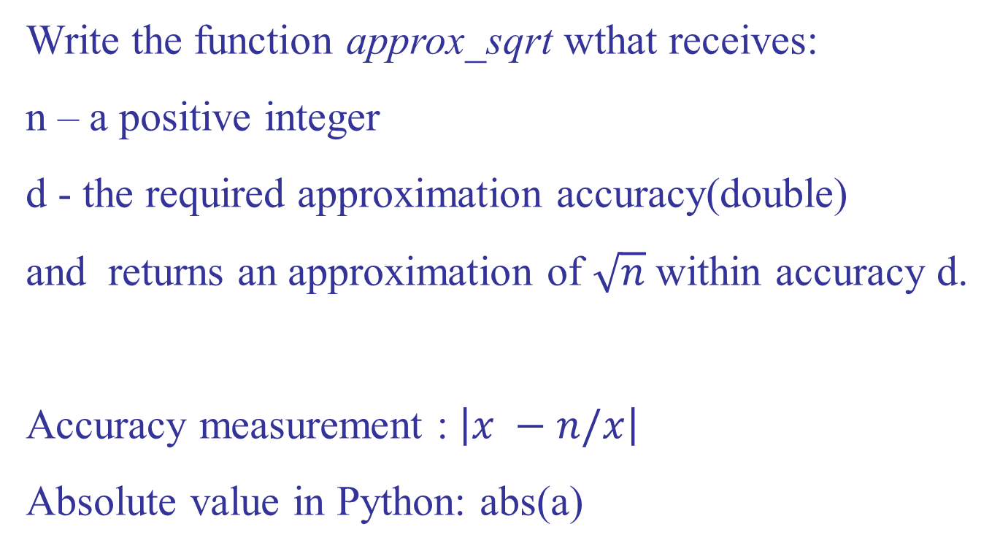 Write the function approx_sqrt wthat receives:
n – a positive integer
d - the required approximation accuracy(double)
and returns an approximation of √n within accuracy d.
Accuracy measurement : |x − n/x|
Absolute value in Python: abs(a)